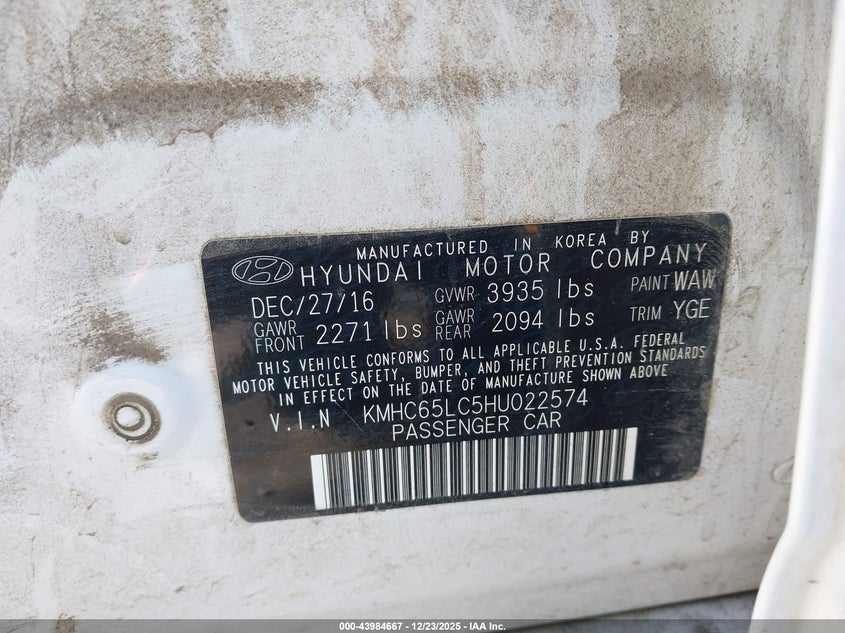 MANUFACTURED IN KOREA BY
HYUNDAI MOTOR COMPANY
DEC/27/16 GVWR 3935 lbs PAINT WAW
GAWR FRONT 2271 lbs GAWR REAR 2094 lbs TRIM YGE
THIS VEHICLE CONFORMS TO ALL APPLICABLE U.S.A. FEDERAL
MOTOR VEHICLE SAFETY, BUMPER, AND THEFT PREVENTION STANDARDS
IN EFFECT ON THE DATE OF MANUFACTURE SHOWN ABOVE
V.I.N KMHC65LC5HU022574
PASSENGER CAR
000-43984667 - 12/23/2025 - IAA Inc.